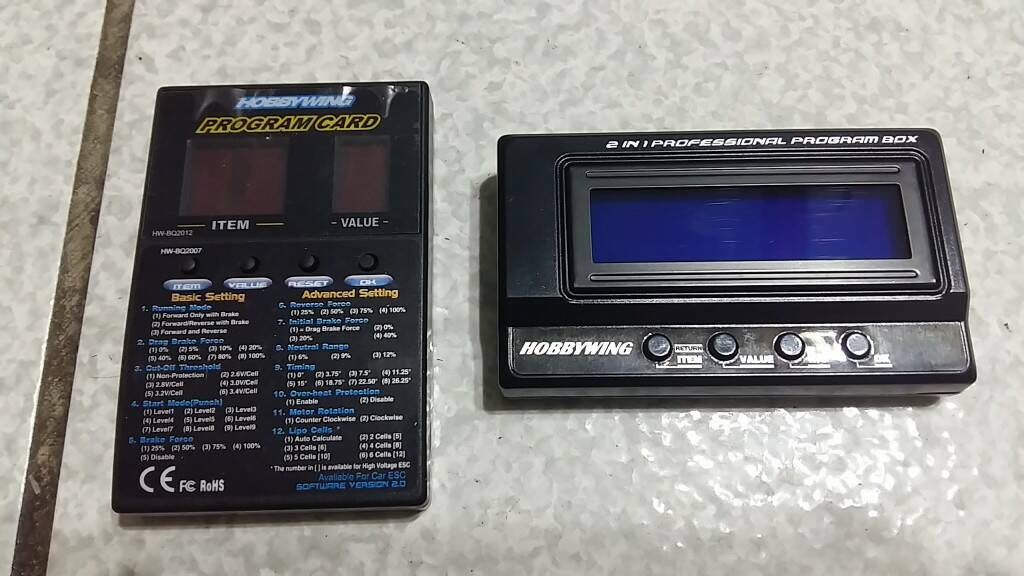 HOBBYWING
PROGRAM CARD
ITEM
- VALUE -
HW-BQ2012
HW-BQ2007
ITEM VALUE RESET OK
Basic Setting
1. Running Mode
(1) Forward Only with Brake
(2) Forward/Reverse with Brake
(3) Forward and Reverse
2. Drag Brake Force
(1) 0% (2) 5% (3) 10% (4) 20%
(5) 40% (6) 60% (7) 80% (8) 100%
3. Cut-Off Threshold
(1) Non-Protection (2) 2.6V/Cell
(3) 2.8V/Cell (4) 3.0V/Cell
(5) 3.2V/Cell (6) 3.4V/Cell
4. Start Mode(Punch)
(1) Level1 (2) Level2 (3) Level3
(4) Level4 (5) Level5 (6) Level6
(7) Level7 (8) Level8 (9) Level9
5. Brake Force
(1) 25% (2) 50% (3) 75% (4) 100%
(5) Disable
Advanced Setting
6. Reverse Force
(1) 25% (2) 50% (3) 75% (4) 100%
7. Initial Brake Force
(1) = Drag Brake Force (2) 0%
(3) 20% (4) 40%
8. Neutral Range
(1) 6% (2) 9% (3) 12%
9. Timing
(1) 0° (2) 3.75° (3) 7.5° (4) 11.25°
(5) 15° (6) 18.75° (7) 22.50° (8) 26.25°
10. Over-heat Protection
(1) Enable (2) Disable
11. Motor Rotation
(1) Counter Clockwise (2) Clockwise
12. Lipo Cells *
(1) Auto Calculate (2) 2 Cells [5]
(3) 3 Cells [6] (4) 4 Cells [8]
(5) 5 Cells [10] (6) 6 Cells [12]
* The number in [ ] is available for High Voltage ESC
Available For Car ESC
SOFTWARE VERSION 2.0
CE FC RoHS
2 IN 1 PROFESSIONAL PROGRAM BOX
HOBBYWING
RETURN
ITEM VALUE OK